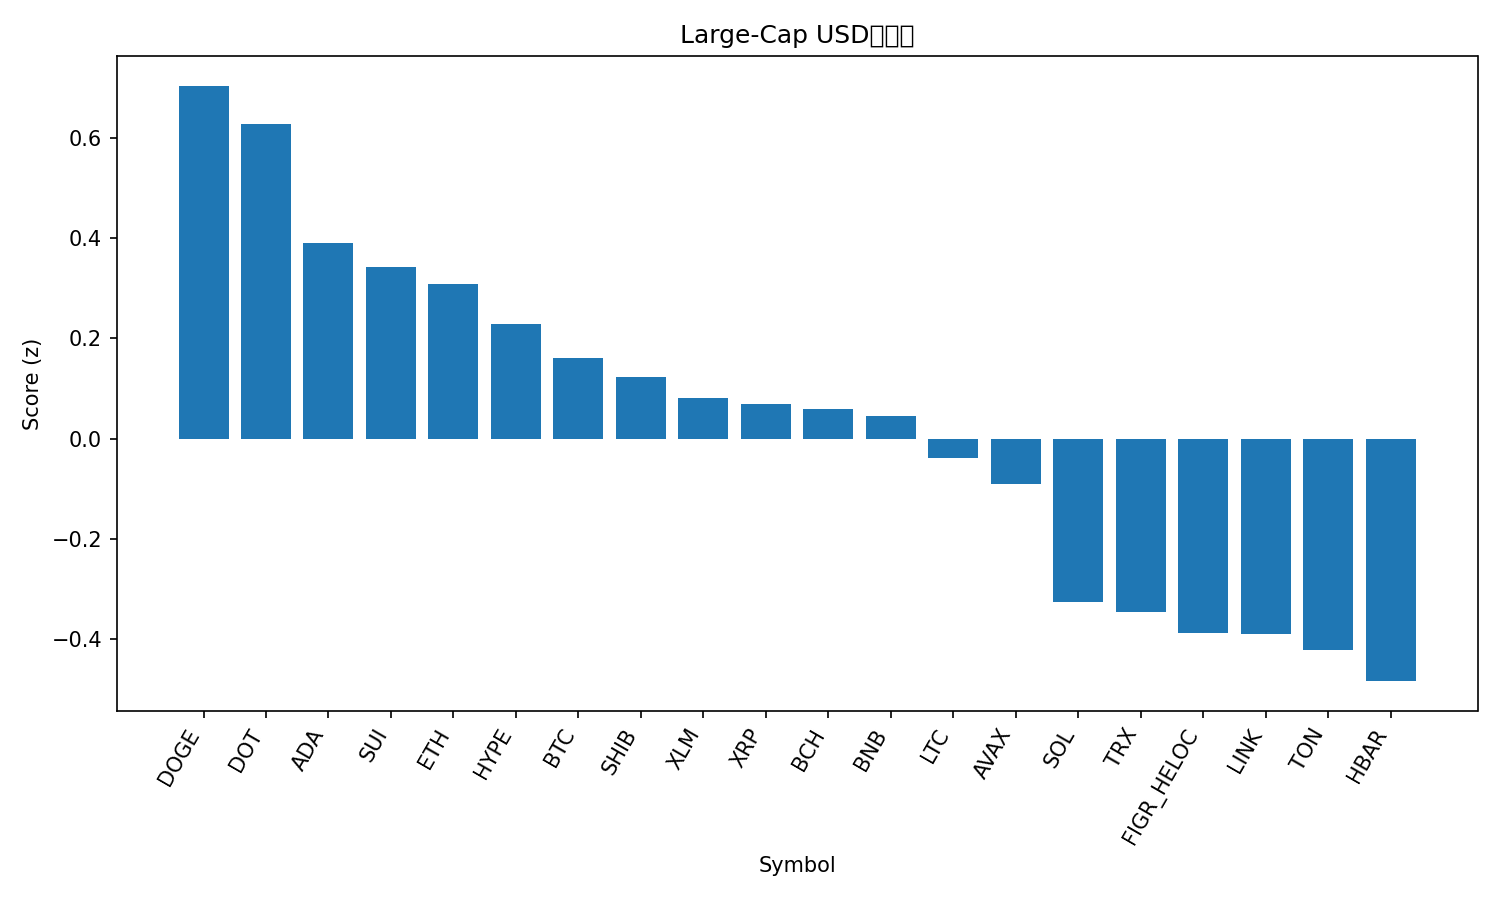 Large-Cap USD
Score (z)
0.6
0.4
0.2
0.0
−0.2
−0.4
DOGE
DOT
ADA
SUI
ETH
HYPE
BTC
SHIB
XLM
XRP
BCH
BNB
LTC
AVAX
SOL
TRX
FIGR_HELOC
LINK
TON
HBAR
Symbol